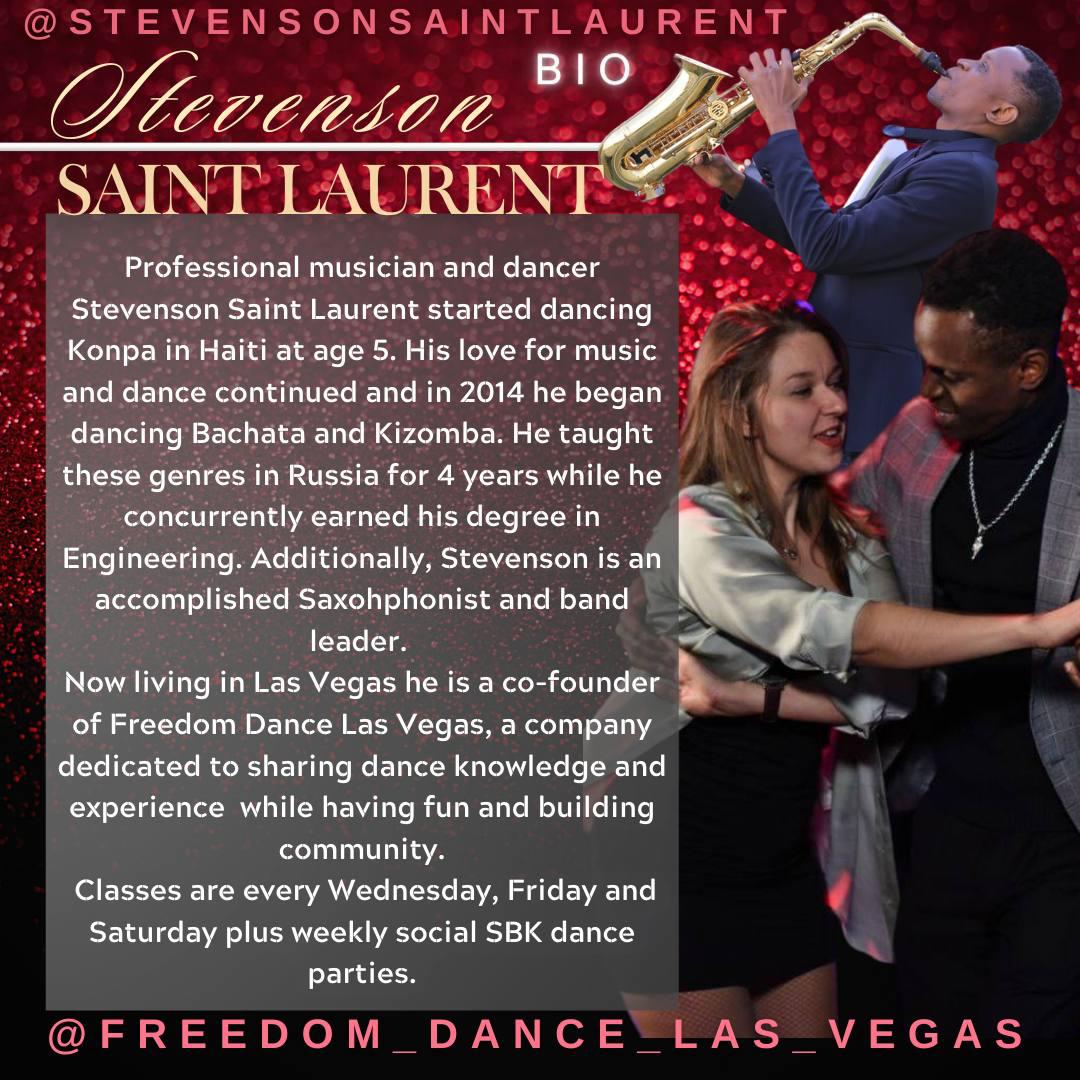 @STEVENSONSAINTLAURENT
BIO
Stevenson
SAINT LAURENT
Professional musician and dancer
Stevenson Saint Laurent started dancing
Konpa in Haiti at age 5. His love for music
and dance continued and in 2014 he began
dancing Bachata and Kizomba. He taught
these genres in Russia for 4 years while he
concurrently earned his degree in
Engineering. Additionally, Stevenson is an
accomplished Saxohphonist and band
leader.
Now living in Las Vegas he is a co-founder
of Freedom Dance Las Vegas, a company
dedicated to sharing dance knowledge and
experience  while having fun and building
community.
Classes are every Wednesday, Friday and
Saturday plus weekly social SBK dance
parties.
@FREEDOM_DANCE_LAS_VEGAS